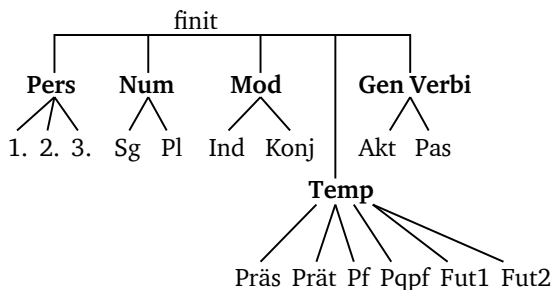 finit
Pers Num Mod Gen Verbi
1. 2. 3. Sg Pl Ind Konj Akt Pas
Temp
Präs Prät Pf Pqpf Fut1 Fut2